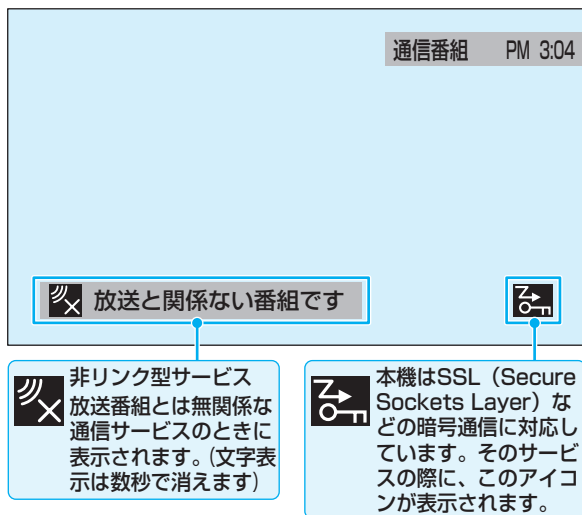 通信番組 PM 3:04
放送と関係ない番組です
非リンク型サービス
放送番組とは無関係な
通信サービスのときに
表示されます。(文字表
示は数秒で消えます)
本機はSSL（Secure
Sockets Layer）な
どの暗号通信に対応し
ています。そのサービ
スの際に、このアイコ
ンが表示されます。